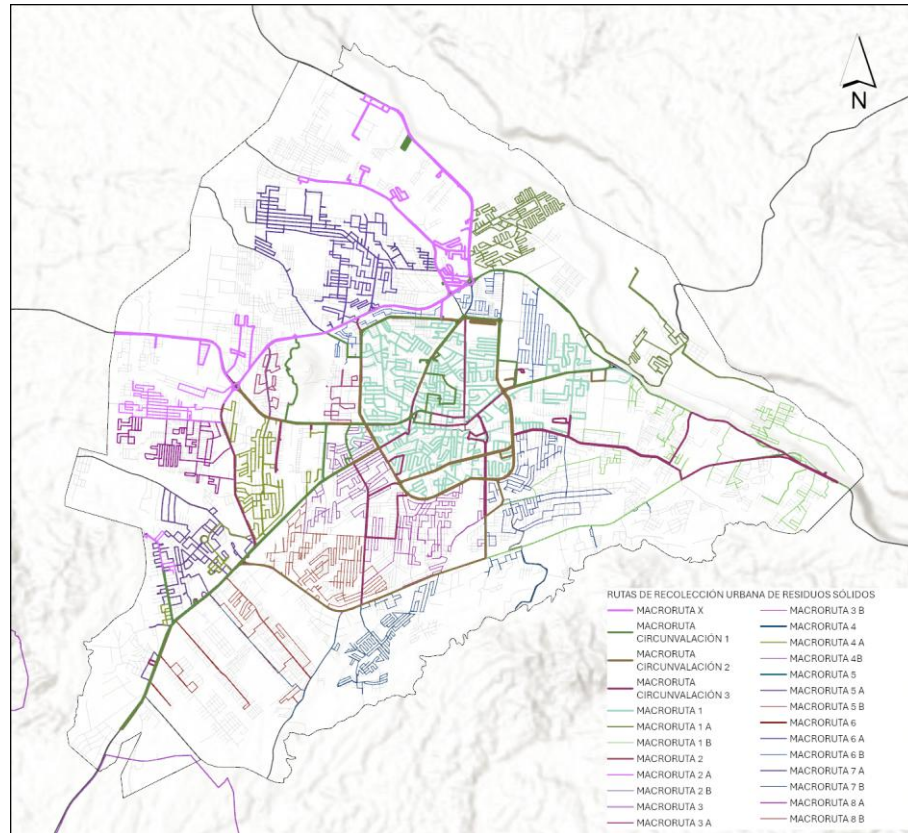 N
RUTAS DE RECOLECCIÓN URBANA DE RESIDUOS SÓLIDOS
MACRORUTA X
MACRORUTA
CIRCUNVALACIÓN 1
MACRORUTA
CIRCUNVALACIÓN 2
MACRORUTA
CIRCUNVALACIÓN 3
MACRORUTA 1
MACRORUTA 1 A
MACRORUTA 1 B
MACRORUTA 2
MACRORUTA 2 A
MACRORUTA 2 B
MACRORUTA 3
MACRORUTA 3 A
MACRORUTA 3 B
MACRORUTA 4
MACRORUTA 4 A
MACRORUTA 4B
MACRORUTA 5
MACRORUTA 5 A
MACRORUTA 5 B
MACRORUTA 6
MACRORUTA 6 A
MACRORUTA 6 B
MACRORUTA 7 A
MACRORUTA 7 B
MACRORUTA 8 A
MACRORUTA 8 B